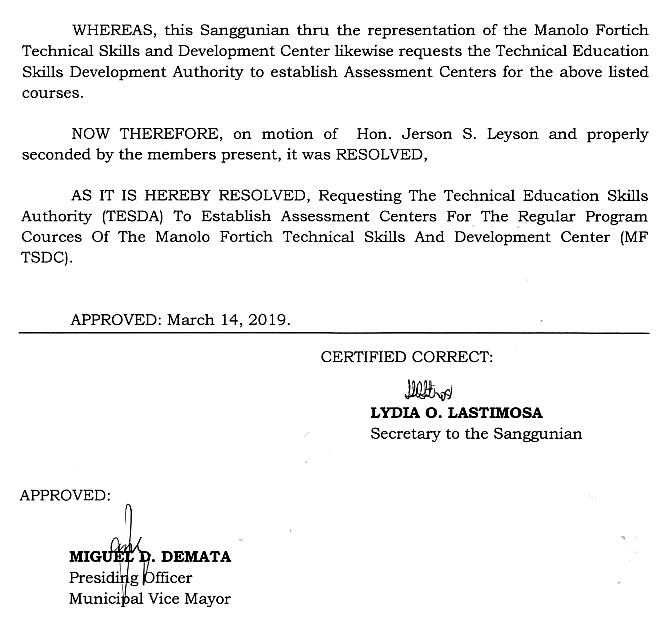 WHEREAS, this Sanggunian thru the representation of the Manolo Fortich
Technical Skills and Development Center likewise requests the Technical Education
Skills Development Authority to establish Assessment Centers for the above listed
courses.
NOW THEREFORE, on motion of Hon. Jerson S. Leyson and properly
seconded by the members present, it was RESOLVED,
AS IT IS HEREBY RESOLVED, Requesting The Technical Education Skills
Authority (TESDA) To Establish Assessment Centers For The Regular Program
Cources Of The Manolo Fortich Technical Skills And Development Center (MF
TSDC).
APPROVED: March 14, 2019.
CERTIFIED CORRECT:
LYDIA O. LASTIMOSA
Secretary to the Sanggunian
APPROVED:
MIGUEL D. DEMATA
Presiding Officer
Municipal Vice Mayor